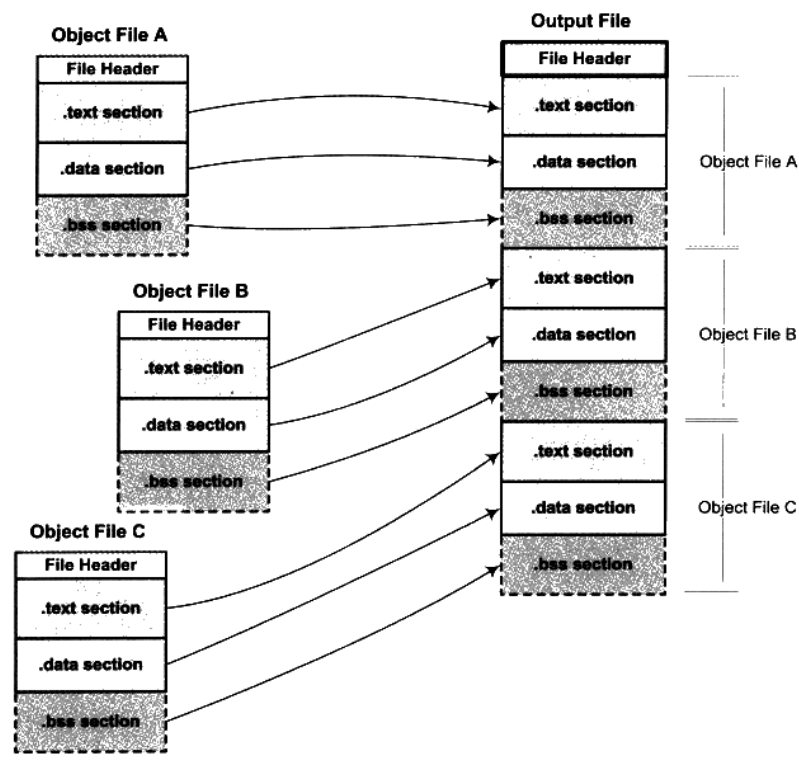 Object File A
File Header
.text section
.data section
.bss section
Object File B
File Header
.text section
.data section
.bss section
Object File C
File Header
.text section
.data section
.bss section
Output File
File Header
.text section
.data section
.bss section
Object File A
.text section
.data section
.bss section
Object File B
.text section
.data section
.bss section
Object File C